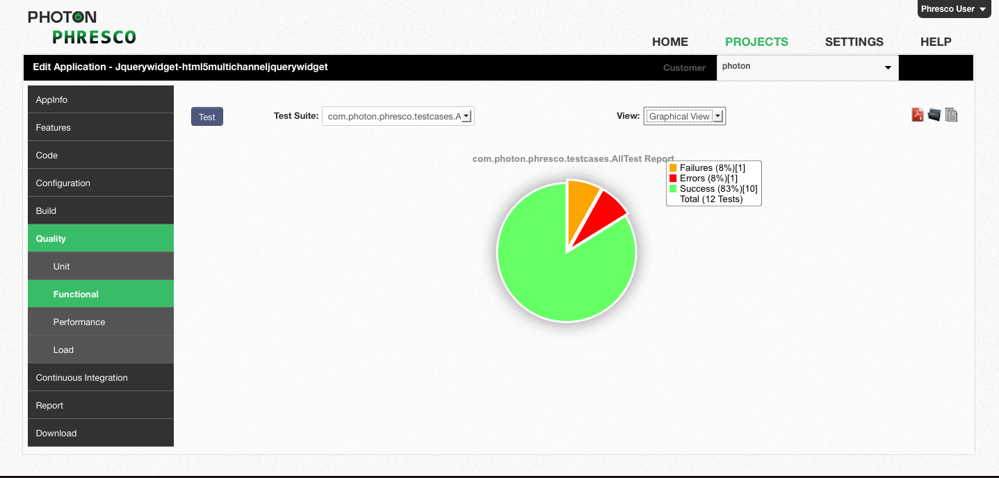 PHOTON
PHRESCO
Phresco User
HOME PROJECTS SETTINGS HELP
Edit Application - Jquerywidget-html5multichanneljquerywidget
Customer photon
AppInfo
Features
Code
Configuration
Build
Quality
Unit
Functional
Performance
Load
Continuous Integration
Report
Download
Test Test Suite: com.photon.phresco.testcases.A View: Graphical View
com.photon.phresco.testcases.AllTest Report
Failures (8%)[1]
Errors (8%)[1]
Success (83%)[10]
Total (12 Tests)